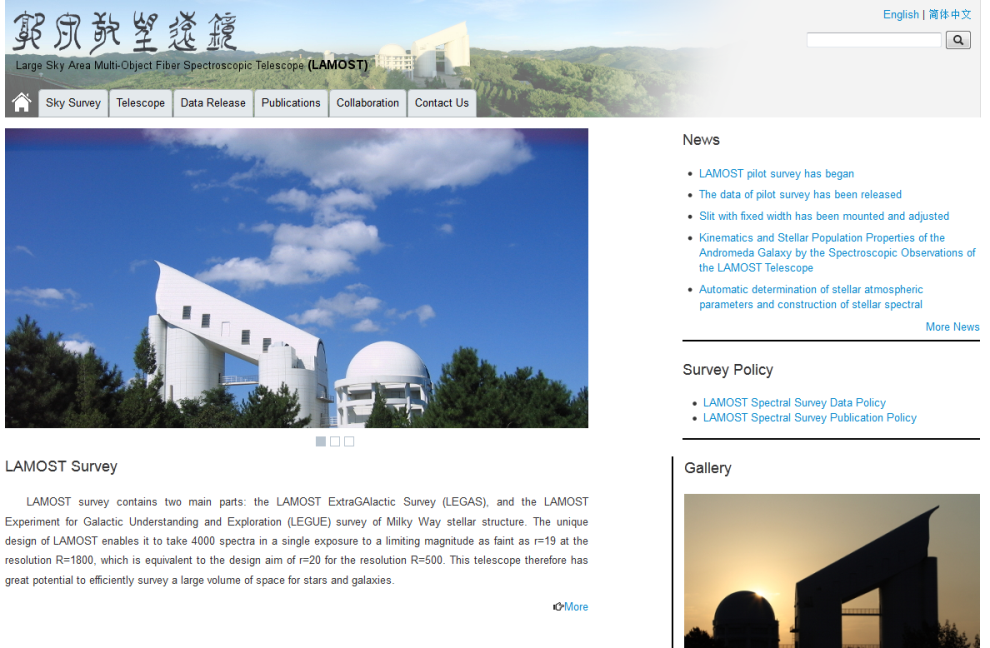 郭守敬望远镜
English | 简体中文
Large Sky Area Multi-Object Fiber Spectroscopic Telescope (LAMOST)
Sky Survey Telescope Data Release Publications Collaboration Contact Us
News
LAMOST pilot survey has began
The data of pilot survey has been released
Slit with fixed width has been mounted and adjusted
Kinematics and Stellar Population Properties of the
Andromeda Galaxy by the Spectroscopic Observations of
the LAMOST Telescope
Automatic determination of stellar atmospheric
parameters and construction of stellar spectral
More News
Survey Policy
LAMOST Spectral Survey Data Policy
LAMOST Spectral Survey Publication Policy
LAMOST Survey
LAMOST survey contains two main parts: the LAMOST ExtraGAlactic Survey (LEGAS), and the LAMOST
Experiment for Galactic Understanding and Exploration (LEGUE) survey of Milky Way stellar structure. The unique
design of LAMOST enables it to take 4000 spectra in a single exposure to a limiting magnitude as faint as r=19 at the
resolution R=1800, which is equivalent to the design aim of r=20 for the resolution R=500. This telescope therefore has
great potential to efficiently survey a large volume of space for stars and galaxies.
More
Gallery